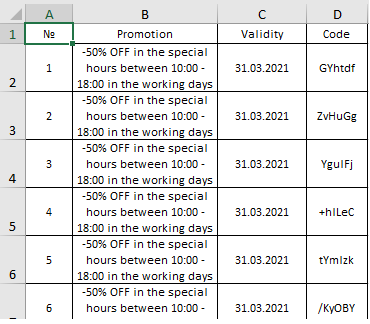 A B C D
1 № Promotion Validity Code
-50% OFF in the special
1 hours between 10:00 - 31.03.2021 GYhtdf
2 18:00 in the working days
-50% OFF in the special
2 hours between 10:00 - 31.03.2021 ZvHuGg
3 18:00 in the working days
-50% OFF in the special
3 hours between 10:00 - 31.03.2021 YguIFj
4 18:00 in the working days
-50% OFF in the special
4 hours between 10:00 - 31.03.2021 +hILeC
5 18:00 in the working days
-50% OFF in the special
5 hours between 10:00 - 31.03.2021 tYmIzk
6 18:00 in the working days
-50% OFF in the special
6 hours between 10:00 - 31.03.2021 /KyOBY